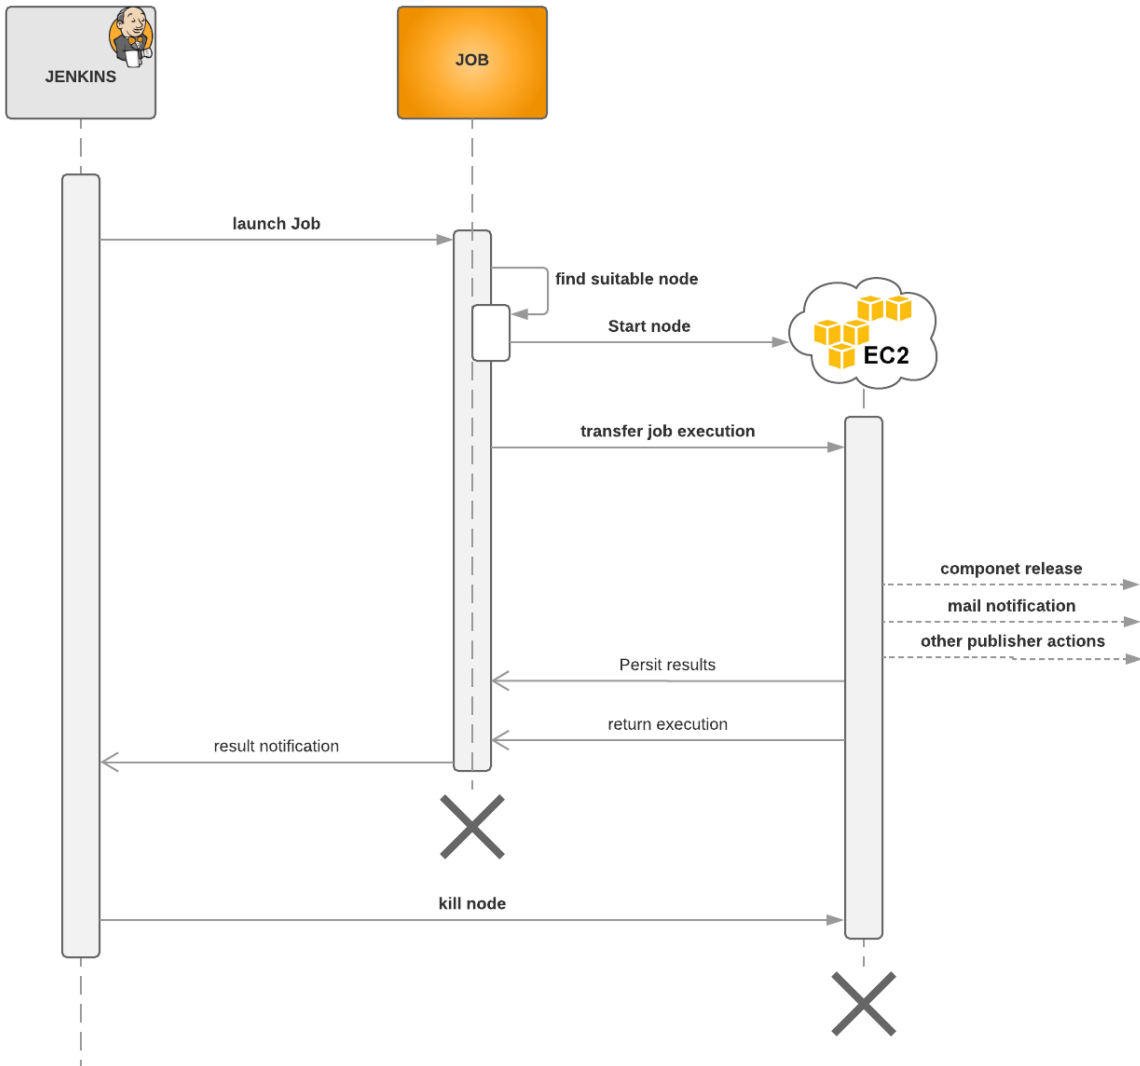 JENKINS
JOB
launch Job
find suitable node
Start node
EC2
transfer job execution
componet release
mail notification
other publisher actions
Persit results
return execution
result notification
kill node